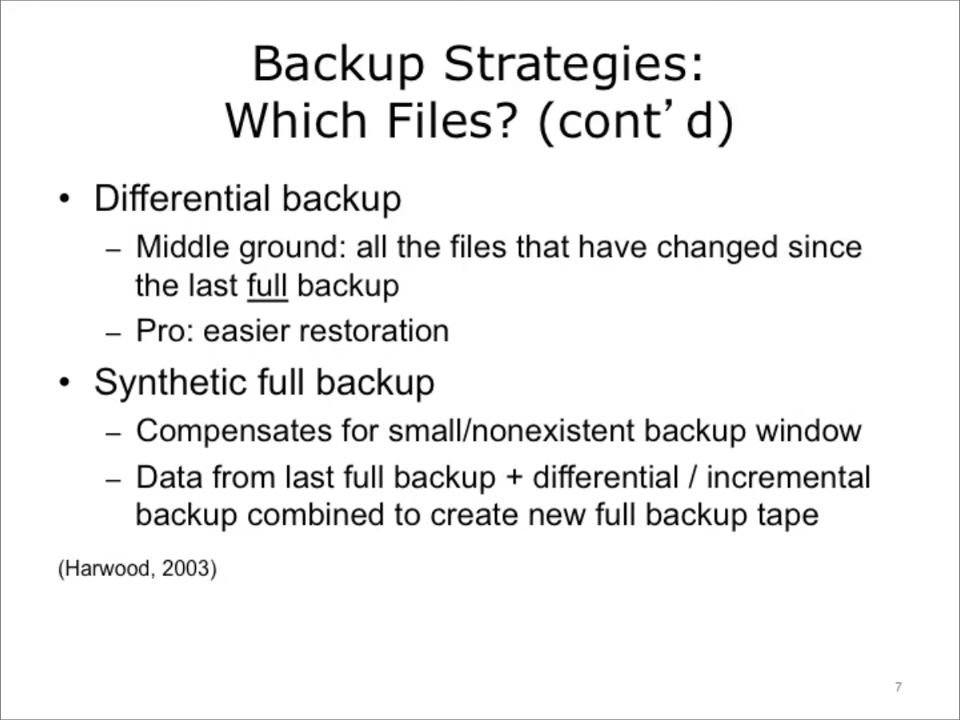 Backup Strategies:
Which Files? (cont’d)
• Differential backup
– Middle ground: all the files that have changed since
the last full backup
– Pro: easier restoration
• Synthetic full backup
– Compensates for small/nonexistent backup window
– Data from last full backup + differential / incremental
backup combined to create new full backup tape
(Harwood, 2003)
7